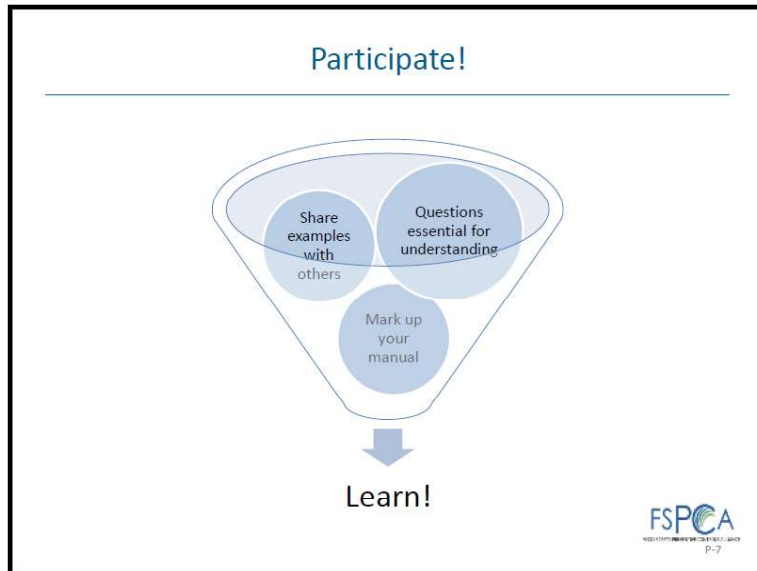 Participate!
Share
examples
with
others
Questions
essential for
understanding
Mark up
your
manual
Learn!
FSPCA
P-7